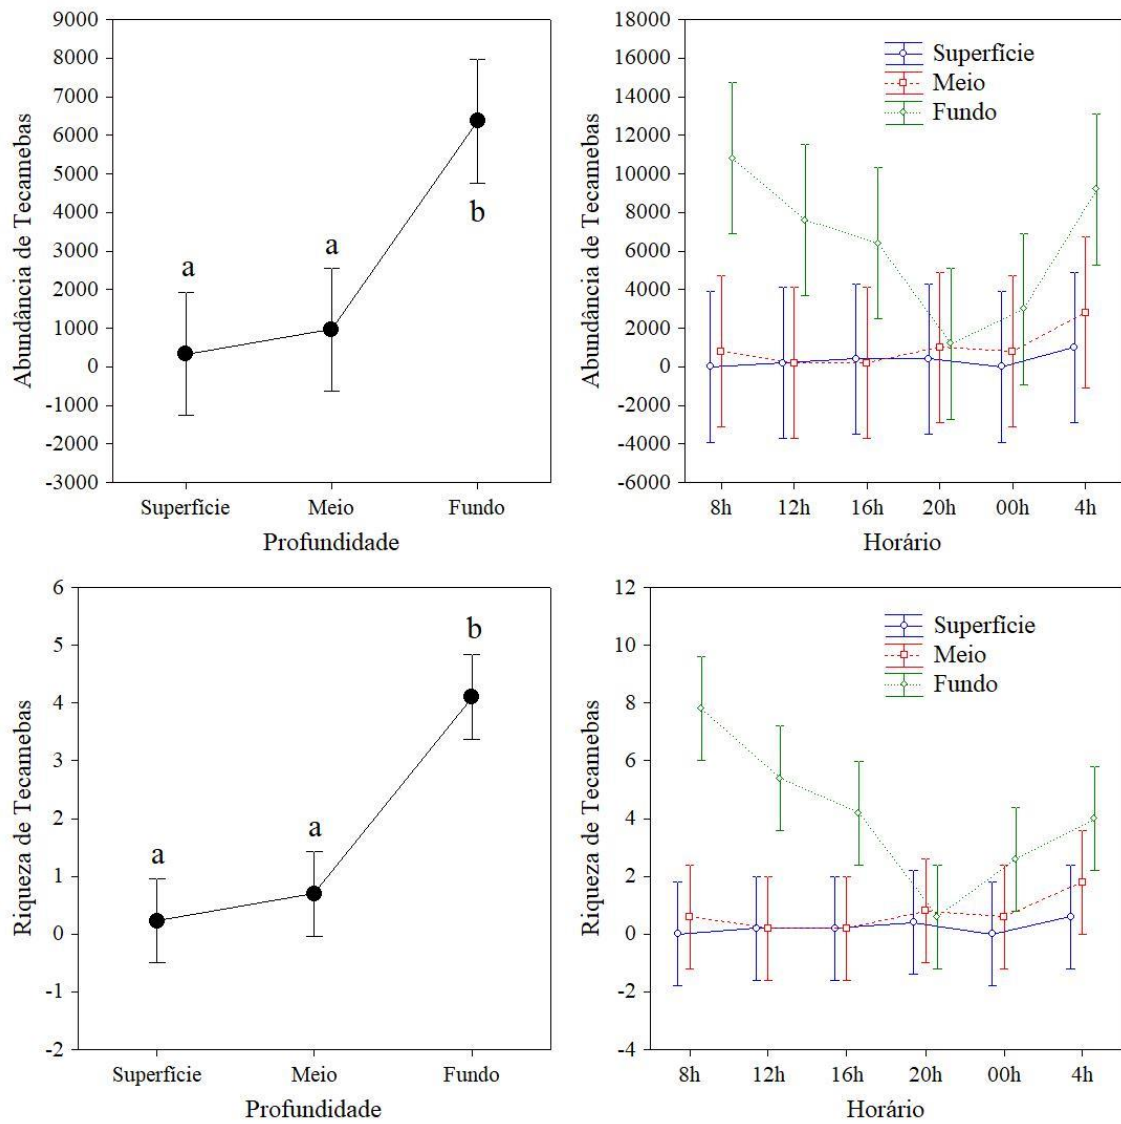 Abundância de Tecamebas
9000
8000
7000
6000
5000
4000
3000
2000
1000
0
-1000
-2000
-3000
a
a
b
Superfície Meio Fundo
Profundidade
Abundância de Tecamebas
18000
16000
14000
12000
10000
8000
6000
4000
2000
0
-2000
-4000
-6000
Superfície
Meio
Fundo
8h 12h 16h 20h 00h 4h
Horário
Riqueza de Tecamebas
6
5
4
3
2
1
0
-1
-2
a
a
b
Superfície Meio Fundo
Profundidade
Riqueza de Tecamebas
12
10
8
6
4
2
0
-2
-4
Superfície
Meio
Fundo
8h 12h 16h 20h 00h 4h
Horário